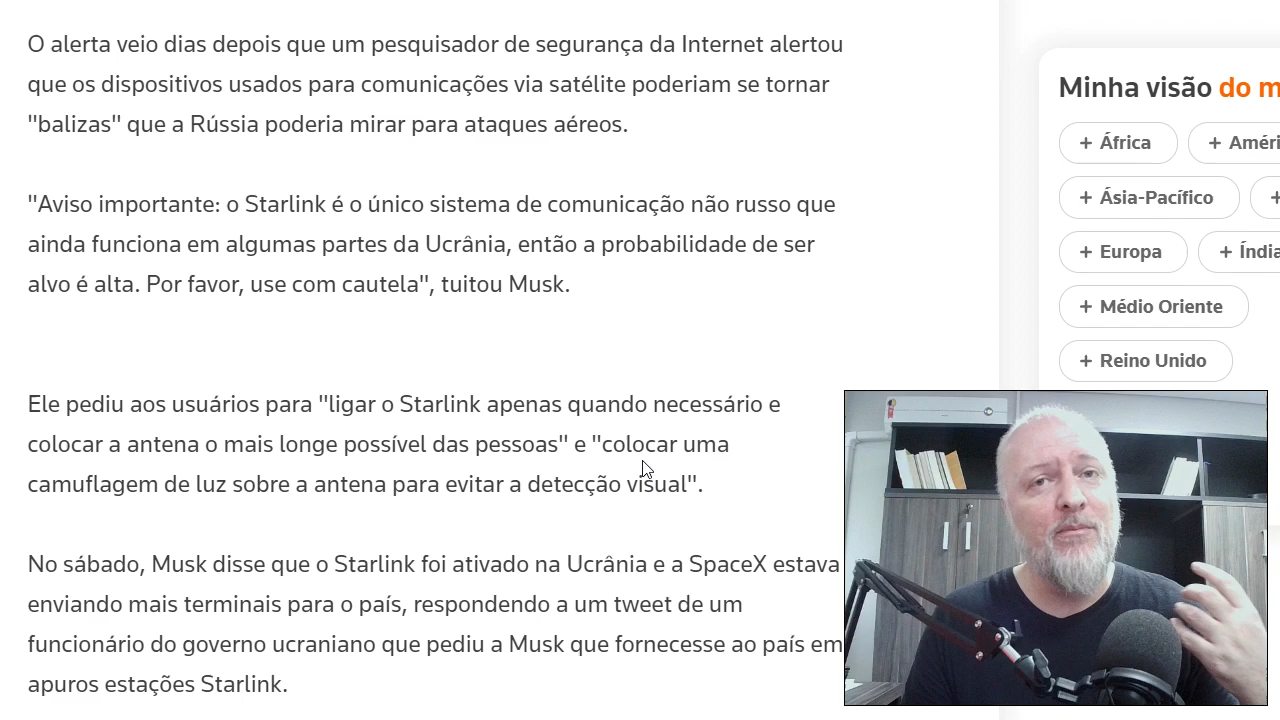 O alerta veio dias depois que um pesquisador de segurança da Internet alertou
que os dispositivos usados para comunicações via satélite poderiam se tornar
"balizas" que a Rússia poderia mirar para ataques aéreos.
"Aviso importante: o Starlink é o único sistema de comunicação não russo que
ainda funciona em algumas partes da Ucrânia, então a probabilidade de ser
alvo é alta. Por favor, use com cautela", tuitou Musk.
Ele pediu aos usuários para "ligar o Starlink apenas quando necessário e
colocar a antena o mais longe possível das pessoas" e "colocar uma
camuflagem de luz sobre a antena para evitar a detecção visual".
No sábado, Musk disse que o Starlink foi ativado na Ucrânia e a SpaceX estava
enviando mais terminais para o país, respondendo a um tweet de um
funcionário do governo ucraniano que pediu a Musk que fornecesse ao país em
apuros estações Starlink.
Minha visão do m
+ África
+ Améri
+ Ásia-Pacífico
+
+ Europa
+ Índia
+ Médio Oriente
+ Reino Unido